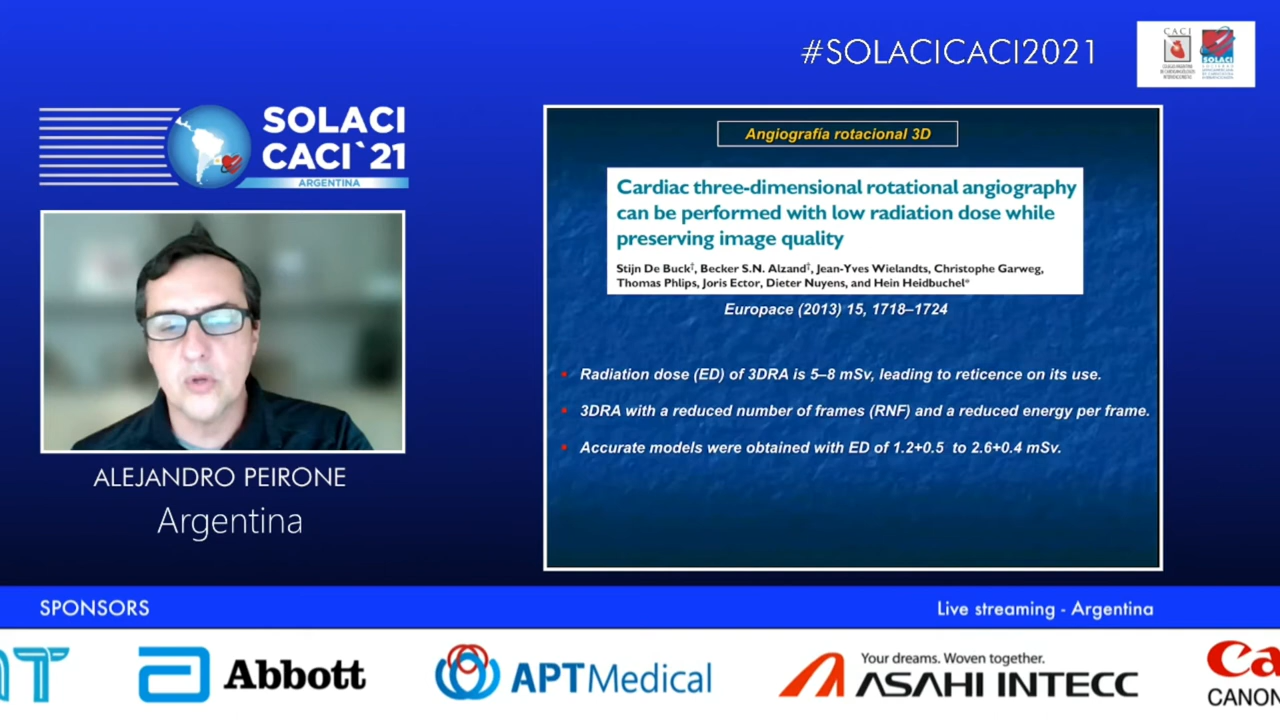 #SOLACICACI2021
CACI
SOLACI
SOLACI
CACI`21
ARGENTINA
Angiografía rotacional 3D
Cardiac three-dimensional rotational angiography
can be performed with low radiation dose while
preserving image quality
Stijn De Buck†, Becker S.N. Alzand†, Jean-Yves Wielandts, Christophe Garweg,
Thomas Phlips, Joris Ector, Dieter Nuyens, and Hein Heidbuchel*
Europace (2013) 15, 1718–1724
• Radiation dose (ED) of 3DRA is 5–8 mSv, leading to reticence on its use.
• 3DRA with a reduced number of frames (RNF) and a reduced energy per frame.
• Accurate models were obtained with ED of 1.2+0.5 to 2.6+0.4 mSv.
ALEJANDRO PEIRONE
Argentina
SPONSORS
Live streaming - Argentina
Abbott
APTMedical
Your dreams. Woven together.
ASAHI INTECC
Ca
CANON